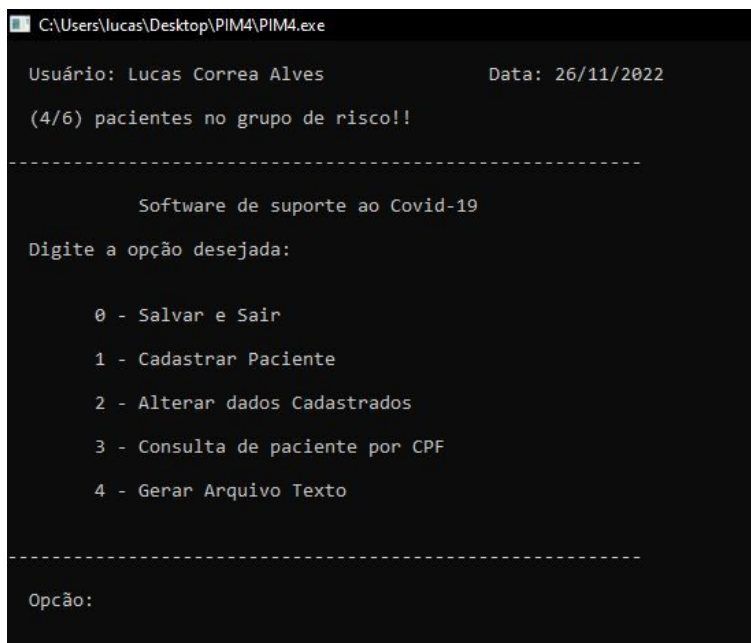 C:\Users\lucas\Desktop\PIM4\PIM4.exe
Usuário: Lucas Correa Alves Data: 26/11/2022
(4/6) pacientes no grupo de risco!!
-----------------------------------------------------------
Software de suporte ao Covid-19
Digite a opção desejada:
0 - Salvar e Sair
1 - Cadastrar Paciente
2 - Alterar dados Cadastrados
3 - Consulta de paciente por CPF
4 - Gerar Arquivo Texto
-----------------------------------------------------------
Opcão: